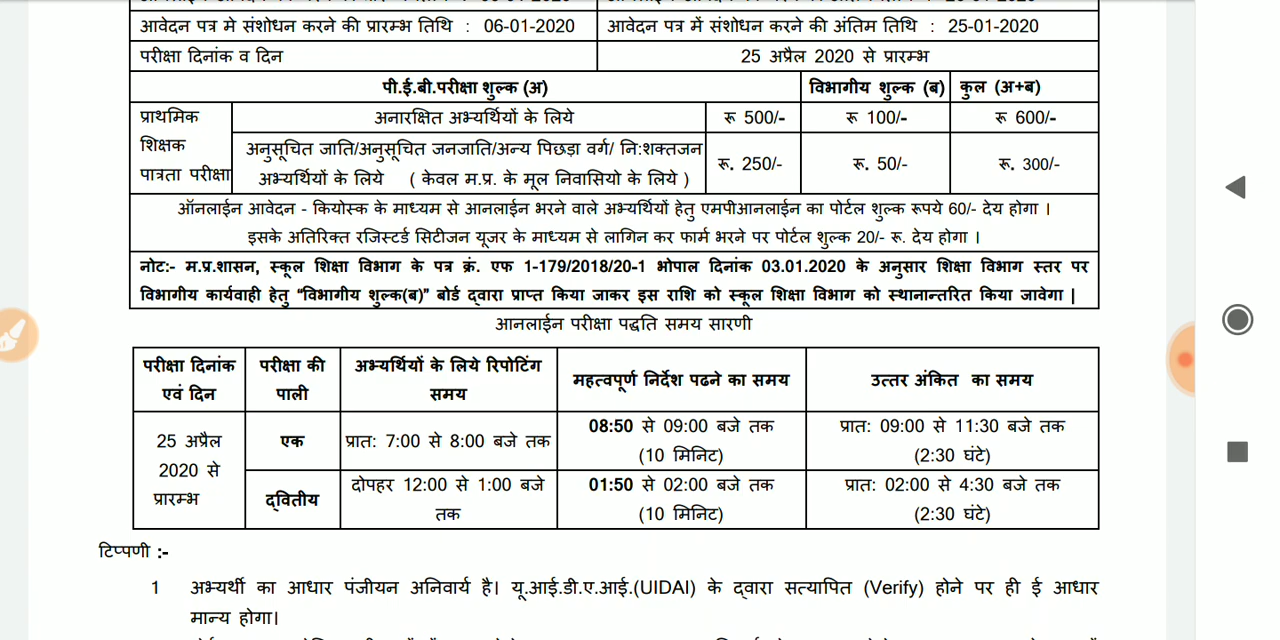 आवेदन पत्र मे संशोधन करने की प्रारम्भ तिथि : 06-01-2020 आवेदन पत्र में संशोधन करने की अंतिम तिथि : 25-01-2020
परीक्षा दिनांक व दिन 25 अप्रैल 2020 से प्रारम्भ
पी.ई.बी.परीक्षा शुल्क (अ) विभागीय शुल्क (ब) कुल (अ+ब)
प्राथमिक शिक्षक पात्रता परीक्षा
अनारक्षित अभ्यर्थियों के लिये रू 500/- रू 100/- रू 600/-
अनुसूचित जाति/अनुसूचित जनजाति/अन्य पिछड़ा वर्ग/ नि:शक्तजन
अभ्यर्थियों के लिये ( केवल म.प्र. के मूल निवासियो के लिये ) रू. 250/- रू. 50/- रू. 300/-
ऑनलाईन आवेदन - कियोस्क के माध्यम से आनलाईन भरने वाले अभ्यर्थियों हेतु एमपीआनलाईन का पोर्टल शुल्क रूपये 60/- देय होगा ।
इसके अतिरिक्त रजिस्टर्ड सिटीजन यूजर के माध्यम से लागिन कर फार्म भरने पर पोर्टल शुल्क 20/- रू. देय होगा ।
नोट:- म.प्र.शासन, स्कूल शिक्षा विभाग के पत्र क्रं. एफ 1-179/2018/20-1 भोपाल दिनांक 03.01.2020 के अनुसार शिक्षा विभाग स्तर पर
विभागीय कार्यवाही हेतु “विभागीय शुल्क(ब)” बोर्ड द्वारा प्राप्त किया जाकर इस राशि को स्कूल शिक्षा विभाग को स्थानान्तरित किया जावेगा |
आनलाईन परीक्षा पद्धति समय सारणी
परीक्षा दिनांक एवं दिन परीक्षा की पाली अभ्यर्थियों के लिये रिपोटिंग समय महत्वपूर्ण निर्देश पढने का समय उत्तर अंकित का समय
25 अप्रैल 2020 से प्रारम्भ
एक प्रात: 7:00 से 8:00 बजे तक 08:50 से 09:00 बजे तक (10 मिनिट) प्रात: 09:00 से 11:30 बजे तक (2:30 घंटे)
द्वितीय दोपहर 12:00 से 1:00 बजे तक 01:50 से 02:00 बजे तक (10 मिनिट) प्रात: 02:00 से 4:30 बजे तक (2:30 घंटे)
टिप्पणी :-
1 अभ्यर्थी का आधार पंजीयन अनिवार्य है। यू.आई.डी.ए.आई.(UIDAI) के द्वारा सत्यापित (Verify) होने पर ही ई आधार
मान्य होगा।